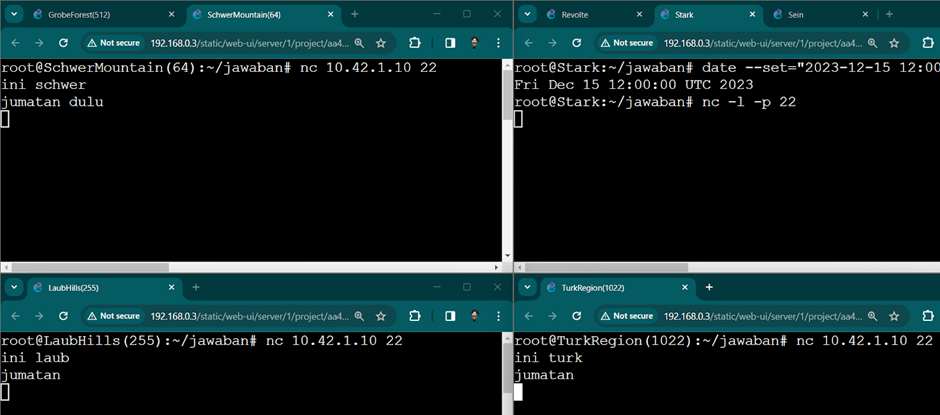 GrobeForest(512)
SchwerMountain(64)
Not secure
192.168.0.3/static/web-ui/server/1/project/aa4...
root@SchwerMountain(64):~/jawaban# nc 10.42.1.10 22
ini schwer
jumatan dulu
Revolte
Stark
Sein
Not secure
192.168.0.3/static/web-ui/server/1/project/aa4...
root@Stark:~/jawaban# date --set="2023-12-15 12:00
Fri Dec 15 12:00:00 UTC 2023
root@Stark:~/jawaban# nc -l -p 22
LaubHills(255)
Not secure
192.168.0.3/static/web-ui/server/1/project/aa4...
root@LaubHills(255):~/jawaban# nc 10.42.1.10 22
ini laub
jumatan
TurkRegion(1022)
Not secure
192.168.0.3/static/web-ui/server/1/project/aa4...
root@TurkRegion(1022):~/jawaban# nc 10.42.1.10 22
ini turk
jumatan